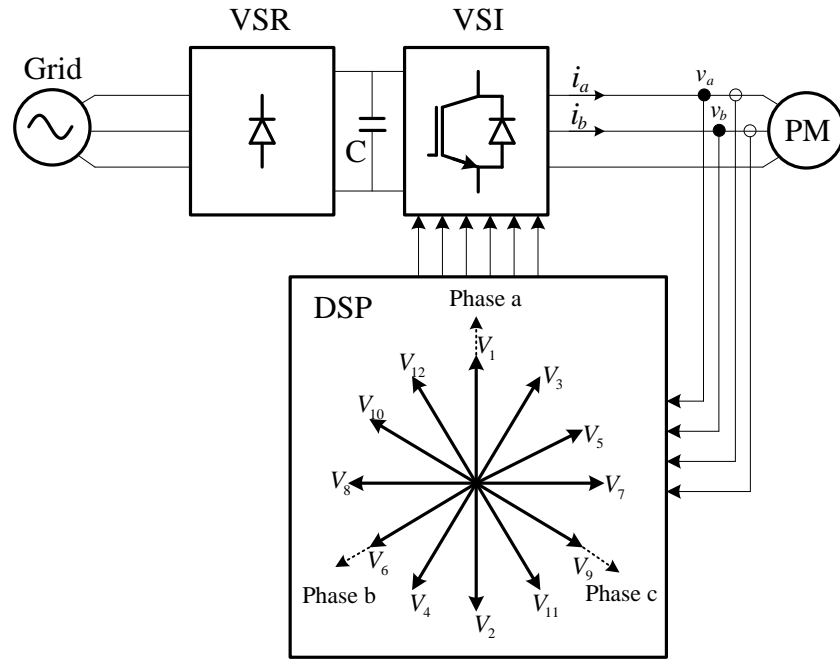 VSR
VSI
Grid
C
i_a
i_b
v_a
v_b
PM
DSP
Phase a
V_1
V_12
V_3
V_10
V_5
V_8
V_7
V_6
V_9
Phase b
V_4
V_2
V_11
Phase c